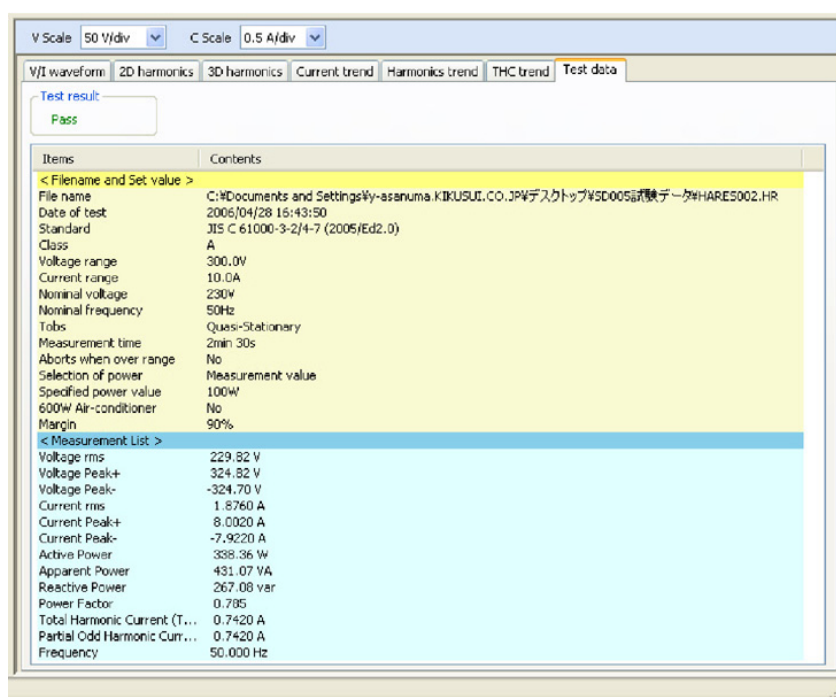 V Scale 50 V/div C Scale 0.5 A/div
V/I waveform 2D harmonics 3D harmonics Current trend Harmonics trend THC trend Test data
Test result
Pass
Items Contents
< Filename and Set value >
File name C:¥Documents and Settings¥y-asanuma.KIKUSUI.CO.JP¥デスクトップ¥SD005試験データ¥HARES002.HR
Date of test 2006/04/28 16:43:50
Standard JIS C 61000-3-2/4-7 (2005/Ed2.0)
Class A
Voltage range 300.0V
Current range 10.0A
Nominal voltage 230V
Nominal frequency 50Hz
Tobs Quasi-Stationary
Measurement time 2min 30s
Aborts when over range No
Selection of power Measurement value
Specified power value 100W
600W Air-conditioner No
Margin 90%
< Measurement List >
Voltage rms 229.82 V
Voltage Peak+ 324.82 V
Voltage Peak- -324.70 V
Current rms 1.8760 A
Current Peak+ 8.0020 A
Current Peak- -7.9220 A
Active Power 338.36 W
Apparent Power 431.07 VA
Reactive Power 267.08 var
Power Factor 0.785
Total Harmonic Current (T... 0.7420 A
Partial Odd Harmonic Curr... 0.7420 A
Frequency 50.000 Hz